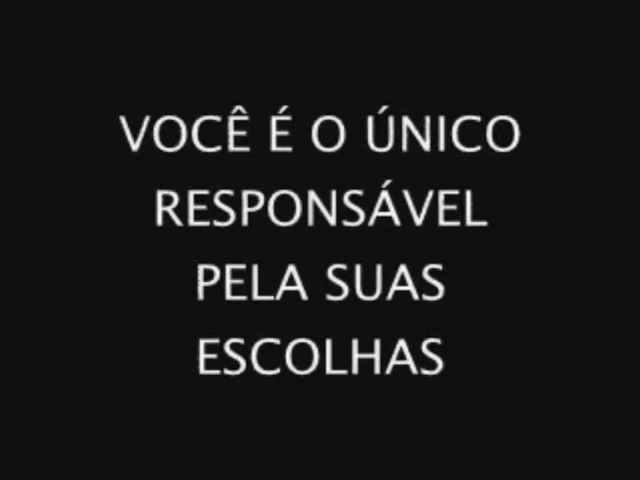 VOCÊ É O ÚNICO
RESPONSÁVEL
PELA SUAS
ESCOLHAS